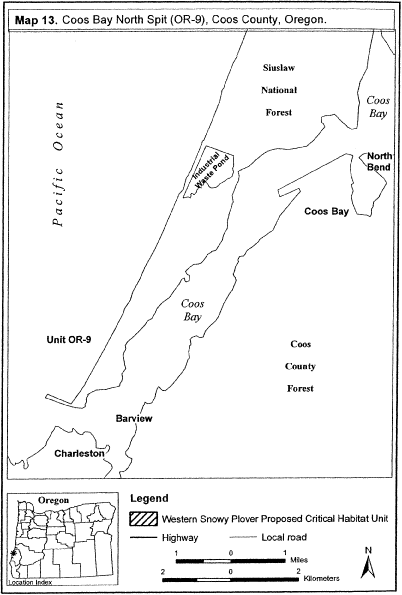 Map 13. Coos Bay North Spit (OR-9), Coos County, Oregon.
Siuslaw
National
Forest
Coos
Bay
Pacific Ocean
Industrial
Waste Pond
North
Bend
Coos Bay
Coos
Bay
Unit OR-9
Coos
County
Forest
Barview
Charleston
Oregon
Location Index
Legend
Western Snowy Plover Proposed Critical Habitat Unit
Highway
Local road
1 0 1
Miles
2 0 2
Kilometers
N